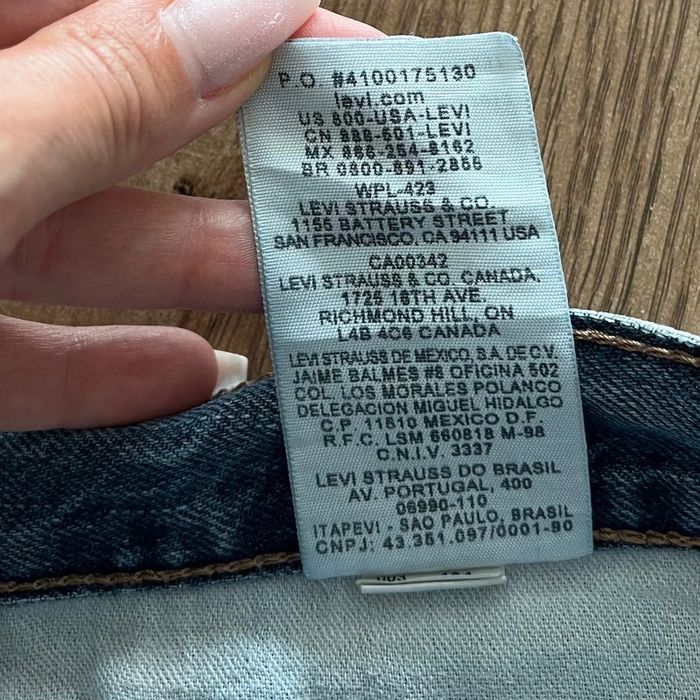 P.O. #4100175130
levi.com
US 800-USA-LEVI
CN 888-601-LEVI
MX 866-254-8162
BR 0800-891-2855
WPL-423
LEVI STRAUSS & CO.
1155 BATTERY STREET
SAN FRANCISCO, CA 94111 USA
CA00342
LEVI STRAUSS & CO. CANADA,
1725 16TH AVE.
RICHMOND HILL, ON
L4B 4C6 CANADA
LEVI STRAUSS DE MEXICO, S.A. DE C.V.
JAIME BALMES #8 OFICINA 502
COL. LOS MORALES POLANCO
DELEGACION MIGUEL HIDALGO
C.P. 11510 MEXICO D.F.
R.F.C. LSM 660818 M-98
C.N.I.V. 3337
LEVI STRAUSS DO BRASIL
AV. PORTUGAL, 400
06690-110
ITAPEVI - SAO PAULO, BRASIL
CNPJ: 43.351.097/0001-90